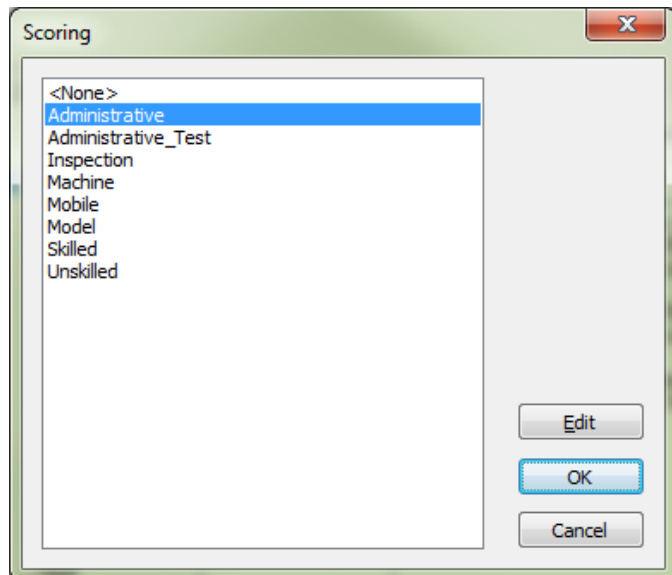 Scoring
<None>
Administrative
Administrative_Test
Inspection
Machine
Mobile
Model
Skilled
Unskilled
Edit
OK
Cancel